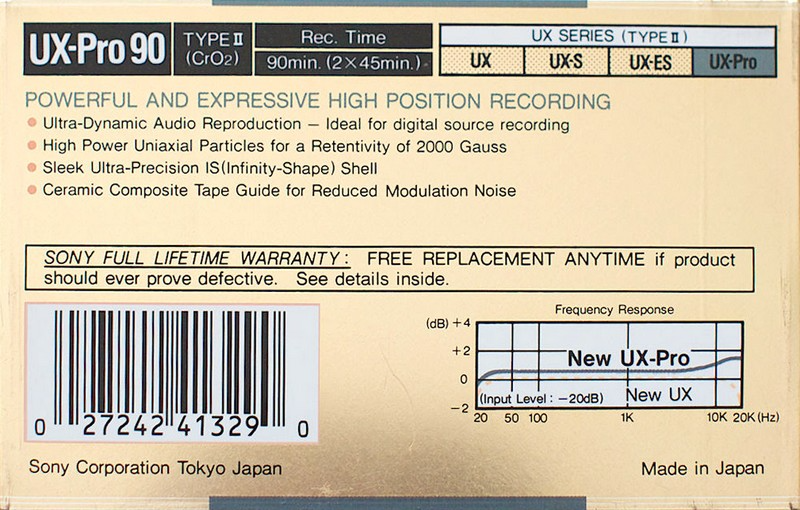 UX-Pro 90
TYPE II
(CrO2)
Rec. Time
90min. (2×45min.)
UX SERIES (TYPE II)
UX UX-S UX-ES UX-Pro
POWERFUL AND EXPRESSIVE HIGH POSITION RECORDING
Ultra-Dynamic Audio Reproduction – Ideal for digital source recording
High Power Uniaxial Particles for a Retentivity of 2000 Gauss
Sleek Ultra-Precision IS(Infinity-Shape) Shell
Ceramic Composite Tape Guide for Reduced Modulation Noise
SONY FULL LIFETIME WARRANTY: FREE REPLACEMENT ANYTIME if product
should ever prove defective. See details inside.
0 27242 41329 0
Frequency Response
(dB) +4
+2
New UX-Pro
0
(Input Level : –20dB) New UX
–2
20 50 100 1K 10K 20K (Hz)
Sony Corporation Tokyo Japan
Made in Japan